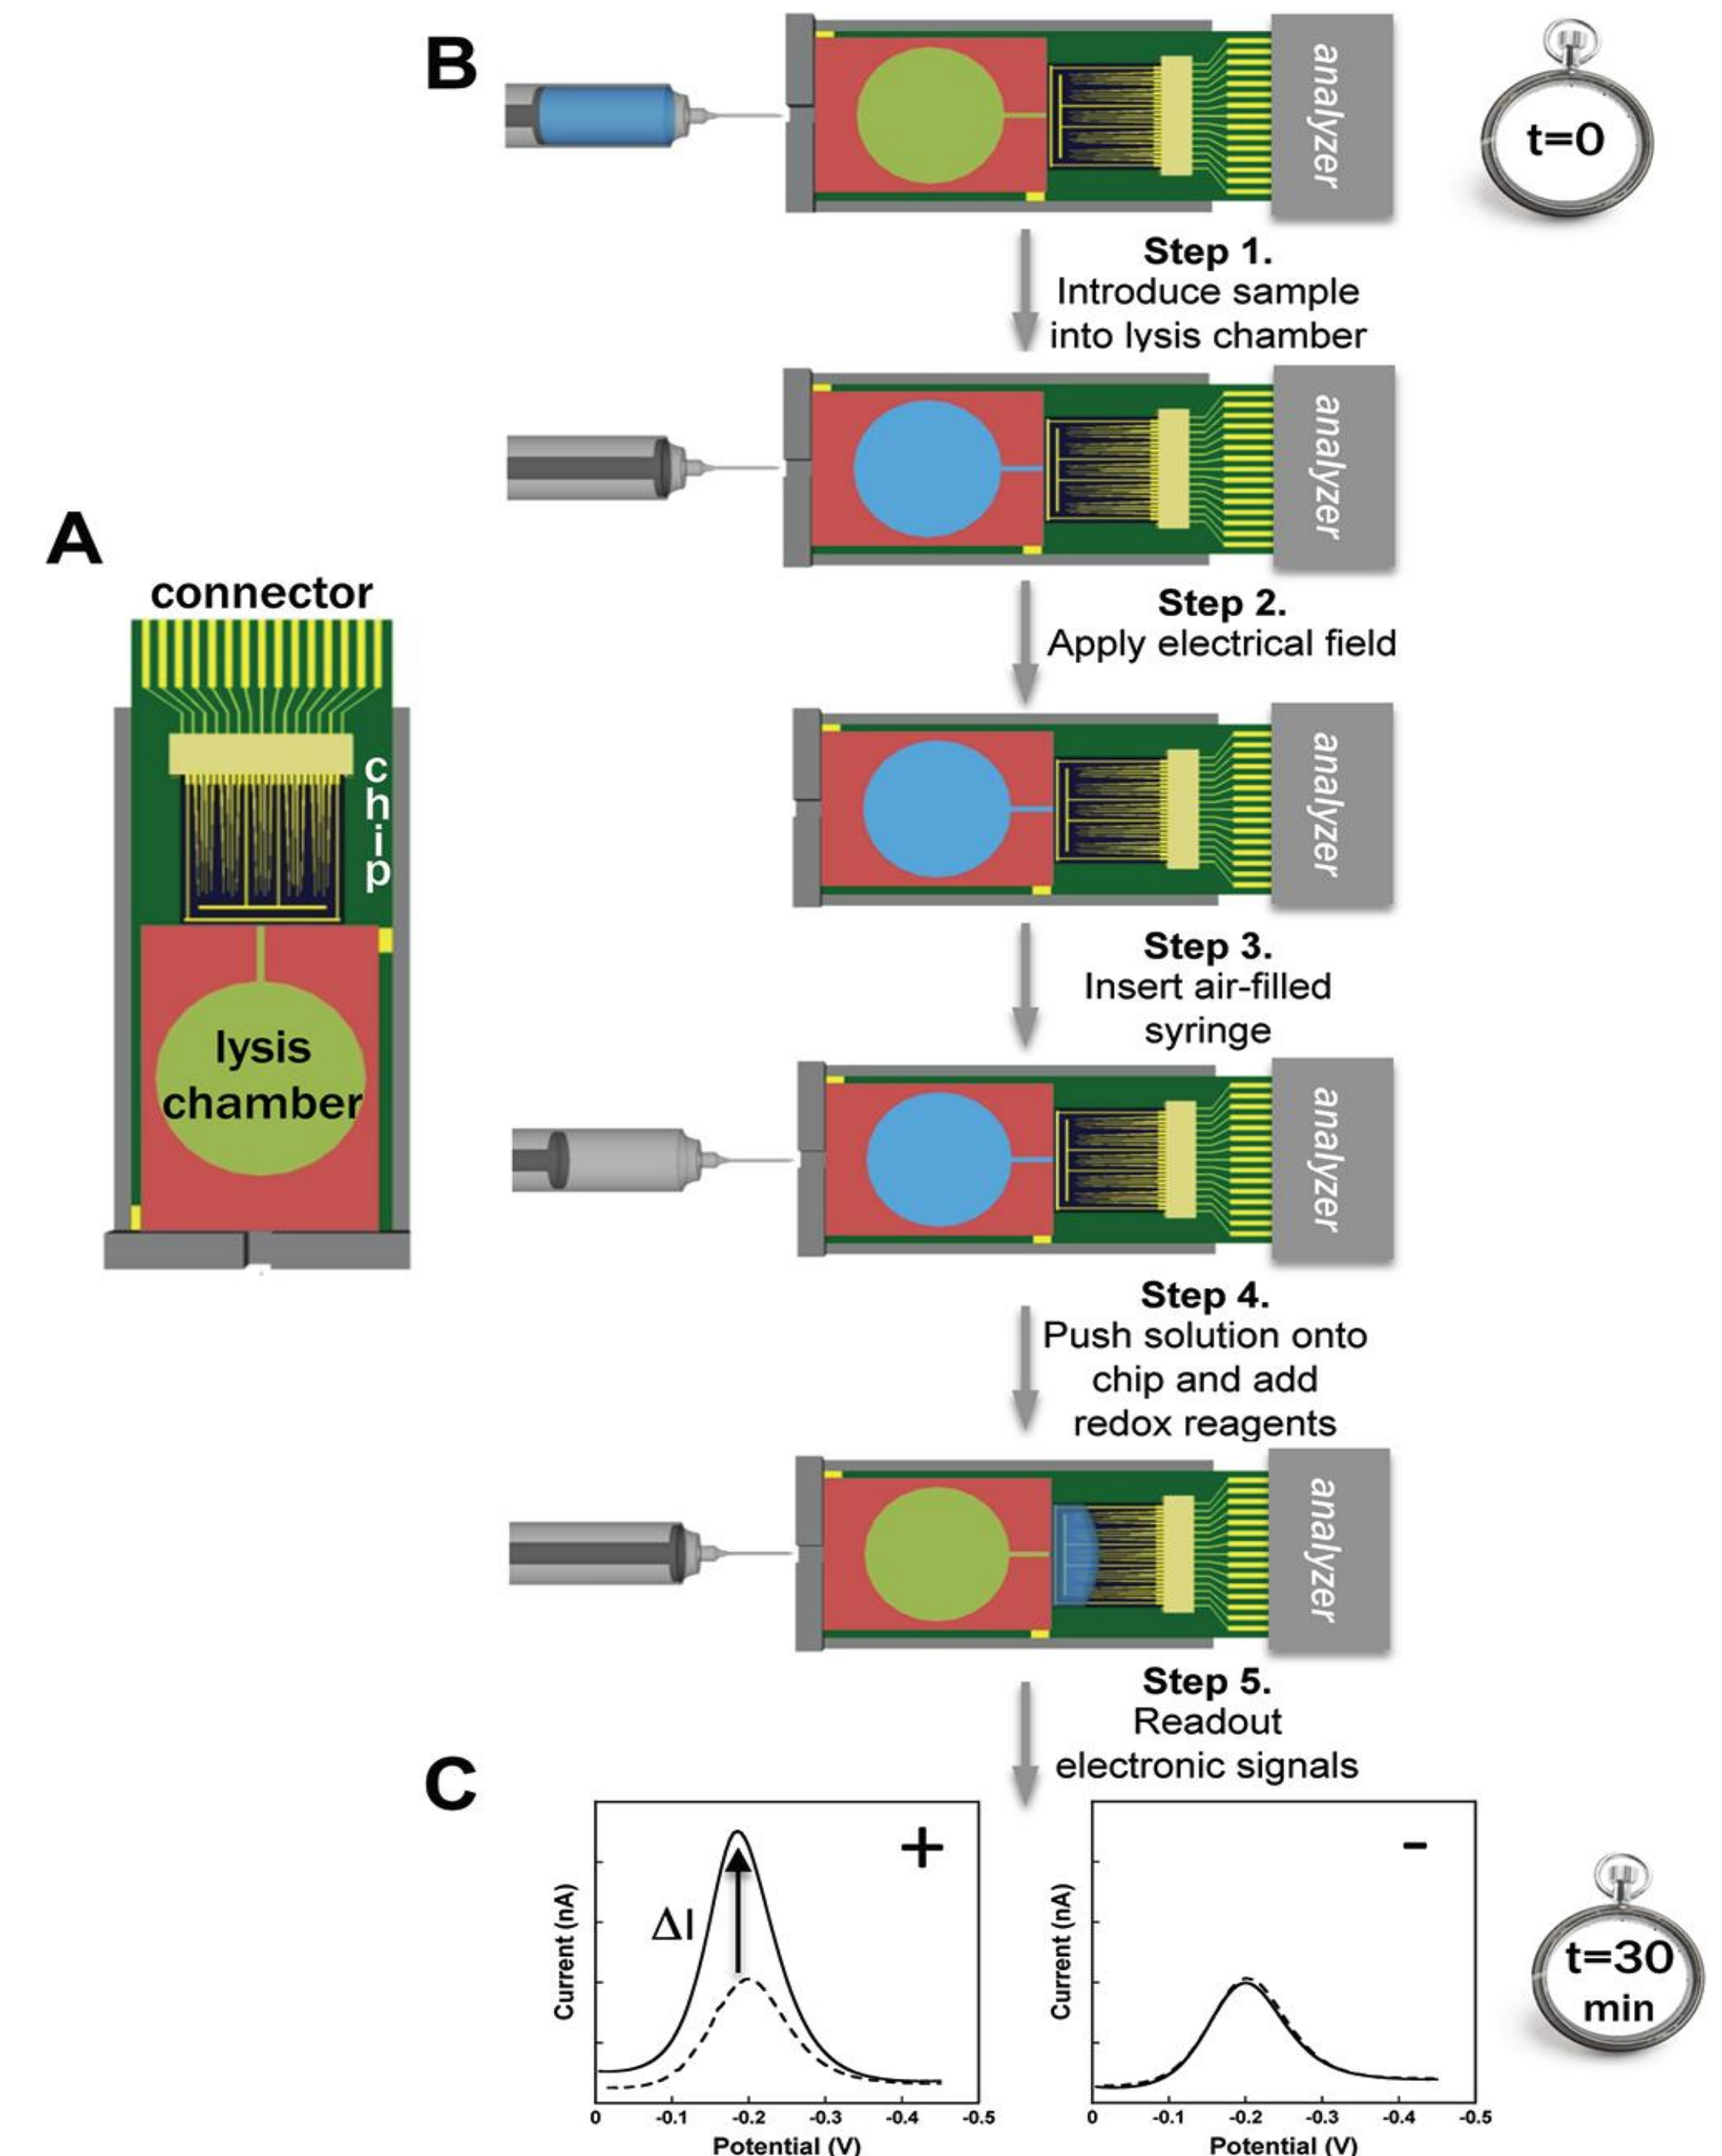 B
analyzer
t=0
Step 1.
Introduce sample
into lysis chamber
analyzer
Step 2.
Apply electrical field
A
connector
chip
lysis
chamber
analyzer
Step 3.
Insert air-filled
syringe
analyzer
Step 4.
Push solution onto
chip and add
redox reagents
analyzer
Step 5.
Readout
electronic signals
C
+
ΔI
Current (nA)
0 -0.1 -0.2 -0.3 -0.4 -0.5
Potential (V)
-
Current (nA)
0 -0.1 -0.2 -0.3 -0.4 -0.5
Potential (V)
t=30
min